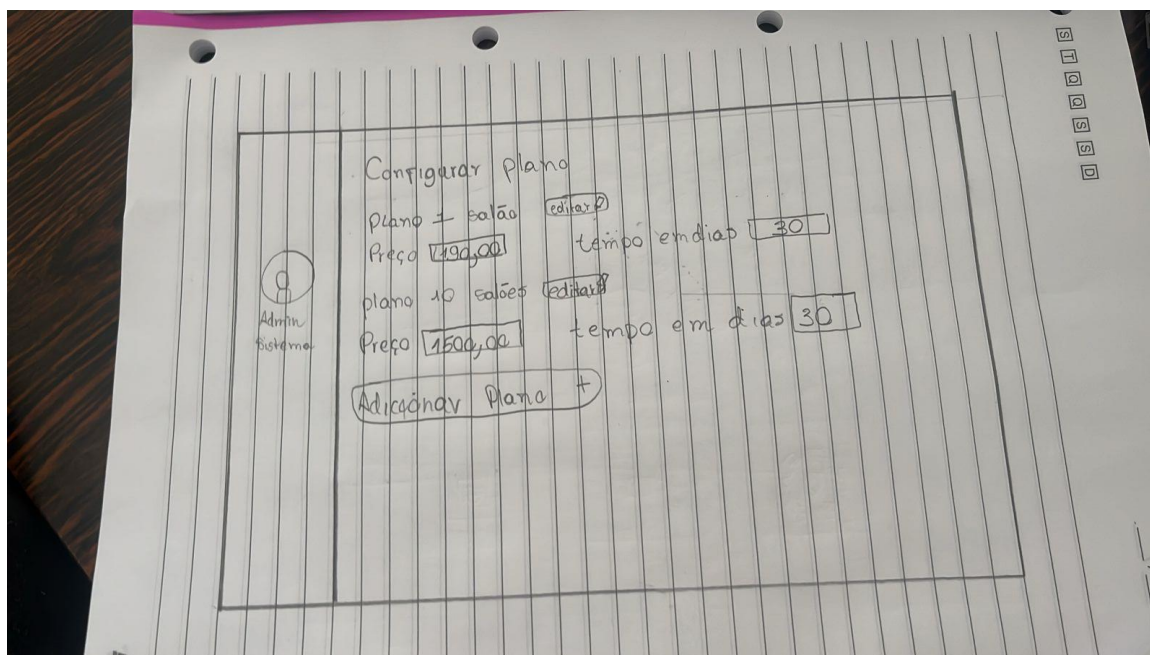 S T Q Q S S D
Configurar plano
plano 1 salão editar
Preço 190,00 tempo em dias 30
plano 10 salões editar
Preço 1500,00 tempo em dias 30
Adicionar Plano +
Admin
Sistema